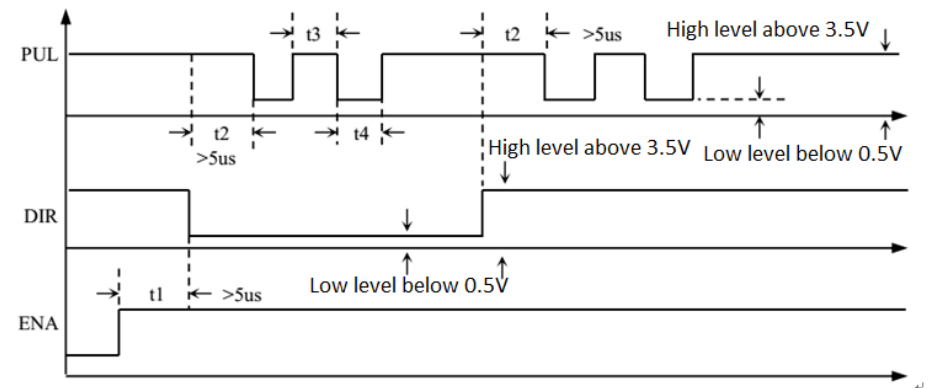 High level above 3.5V
PUL
t3
t2
>5us
t2
>5us
t4
High level above 3.5V
Low level below 0.5V
DIR
Low level below 0.5V
t1
>5us
ENA